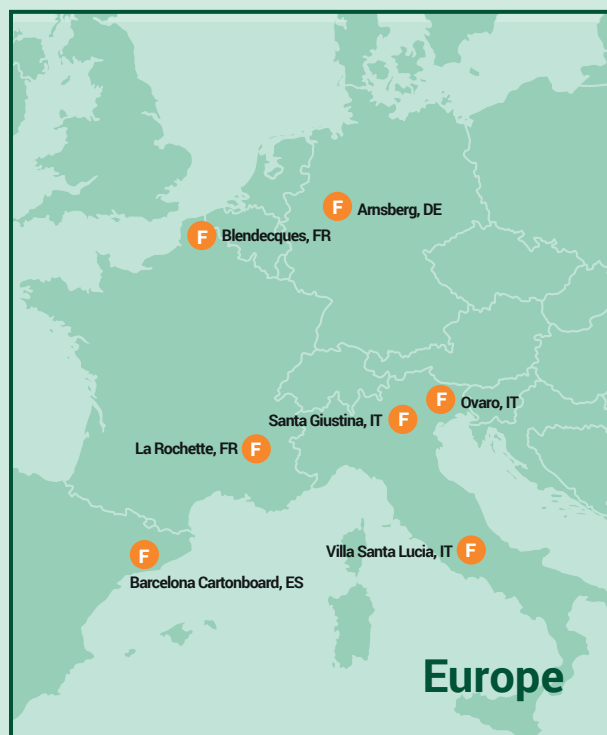 F Arnsberg, DE
F Blendecques, FR
F Ovaro, IT
Santa Giustina, IT F
La Rochette, FR F
Villa Santa Lucia, IT F
F
Barcelona Cartonboard, ES
Europe